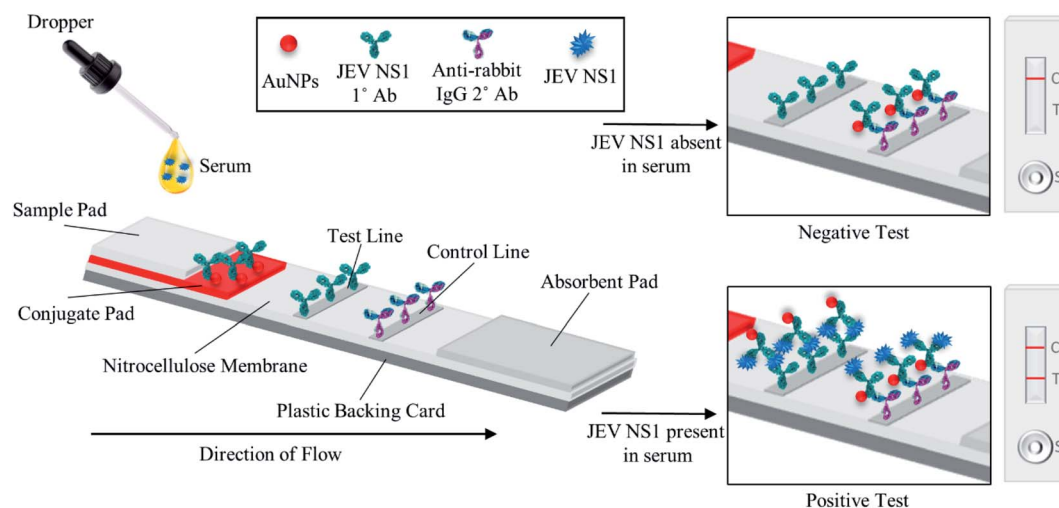 Dropper
AuNPs
JEV NS1
1° Ab
Anti-rabbit
IgG 2° Ab
JEV NS1
Serum
JEV NS1 absent
in serum
C
T
S
Negative Test
Sample Pad
Test Line
Control Line
Absorbent Pad
Conjugate Pad
Nitrocellulose Membrane
Plastic Backing Card
Direction of Flow
JEV NS1 present
in serum
C
T
S
Positive Test